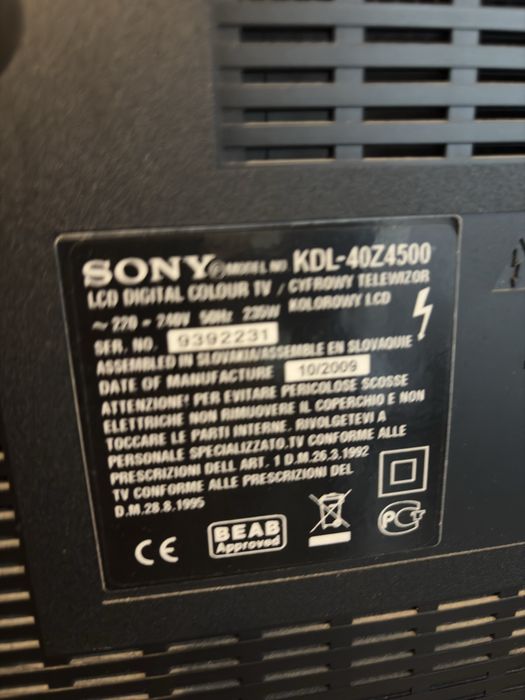 SONY ® MODEL NO KDL-40Z4500
LCD DIGITAL COLOUR TV / CYFROWY TELEWIZOR
~ 220 - 240V 50Hz 235W KOLOROWY LCD
SER. NO. 9392231
ASSEMBLED IN SLOVAKIA/ASSEMBLE EN SLOVAQUIE
DATE OF MANUFACTURE 10/2009
ATTENZIONE! PER EVITARE PERICOLOSE SCOSSE
ELETTRICHE NON RIMUOVERE IL COPERCHIO E NON
TOCCARE LE PARTI INTERNE. RIVOLGETEVI A
PERSONALE SPECIALIZZATO.TV CONFORME ALLE
PRESCRIZIONI DELL ART. 1 D.M.26.3.1992
TV CONFORME ALLE PRESCRIZIONI DEL
D.M.28.8.1995
CE
BEAB
Approved